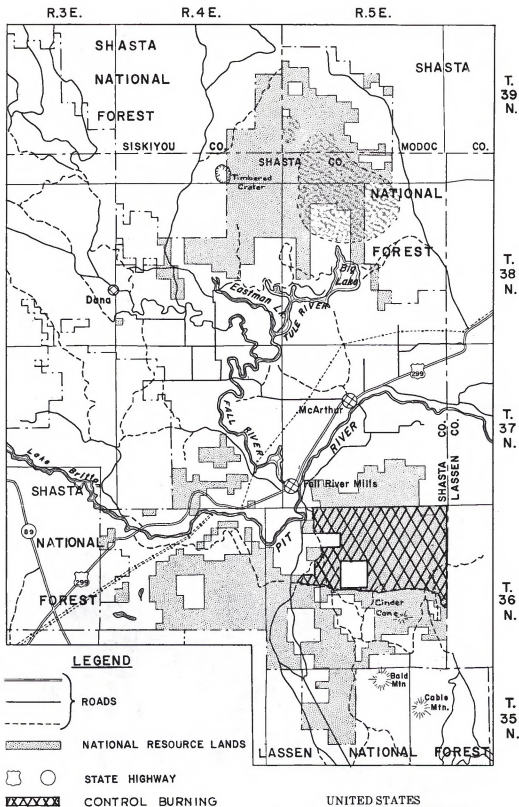 R.3E. R.4E. R.5E.
SHASTA
NATIONAL
FOREST
SHASTA
T.
39
N.
SISKIYOU CO.
SHASTA CO.
MODOC CO.
Timbered
Crater
NATIONAL
FOREST
T.
38
N.
Big
Lake
Dana
Eastman Lk.
TULE RIVER
299
McArthur
FALL RIVER
RIVER
T.
37
N.
SHASTA CO.
LASSEN CO.
Lake Britton
SHASTA
Fall River Mills
89
NATIONAL
PIT
299
FOREST
T.
36
N.
Cinder
Cone
LEGEND
Bald
Mtn.
Cable
Mtn.
T.
35
N.
ROADS
NATIONAL RESOURCE LANDS
LASSEN NATIONAL FOREST
STATE HIGHWAY
CONTROL BURNING
UNITED STATES